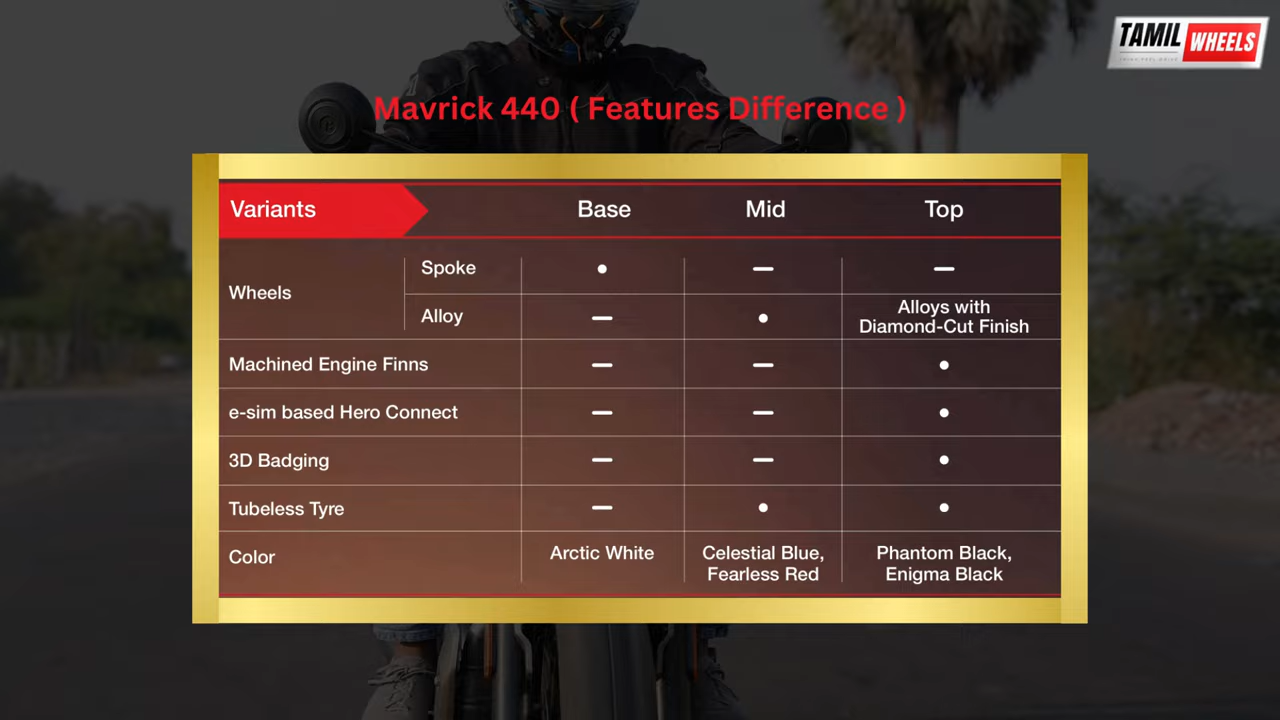 TAMIL WHEELS
Mavrick 440 ( Features Difference )
Variants Base Mid Top
Wheels
Spoke ● — —
Alloy — ● Alloys with
Diamond-Cut Finish
Machined Engine Finns — — ●
e-sim based Hero Connect — — ●
3D Badging — — ●
Tubeless Tyre — ● ●
Color
Arctic White Celestial Blue, Phantom Black,
Fearless Red Enigma Black